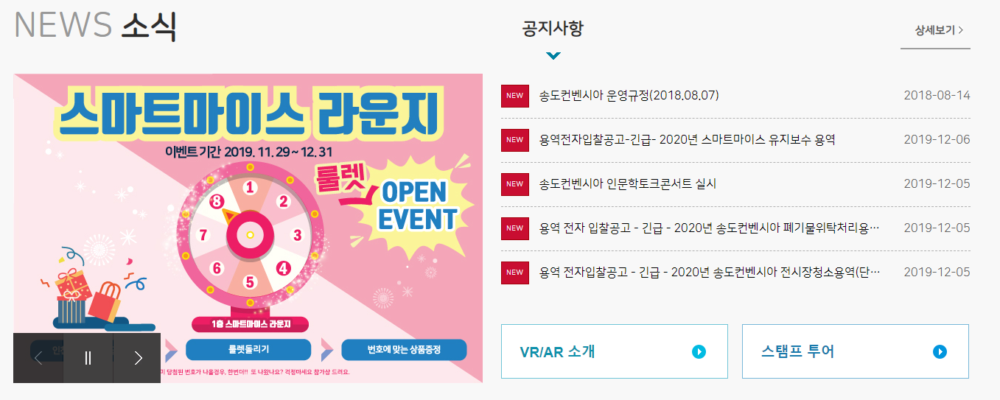 NEWS 소식
스마트마이스 라운지
이벤트 기간 2019. 11. 29 ~ 12. 31
룰렛
OPEN
EVENT
1
2
3
4
5
6
7
8
1층 스마트마이스 라운지
룰렛돌리기
번호에 맞는 상품증정
당첨된 번호가 나올경우, 한번더!! 또 나왔나요? 걱정마세요 참가상 드려요.
공지사항
상세보기 >
NEW 송도컨벤시아 운영규정(2018.08.07) 2018-08-14
NEW 용역전자입찰공고-긴급- 2020년 스마트마이스 유지보수 용역 2019-12-06
NEW 송도컨벤시아 인문학토크콘서트 실시 2019-12-05
NEW 용역 전자 입찰공고 - 긴급 - 2020년 송도컨벤시아 폐기물위탁처리용··· 2019-12-05
NEW 용역 전자입찰공고 - 긴급 - 2020년 송도컨벤시아 전시장청소용역(단··· 2019-12-05
VR/AR 소개
스탬프 투어